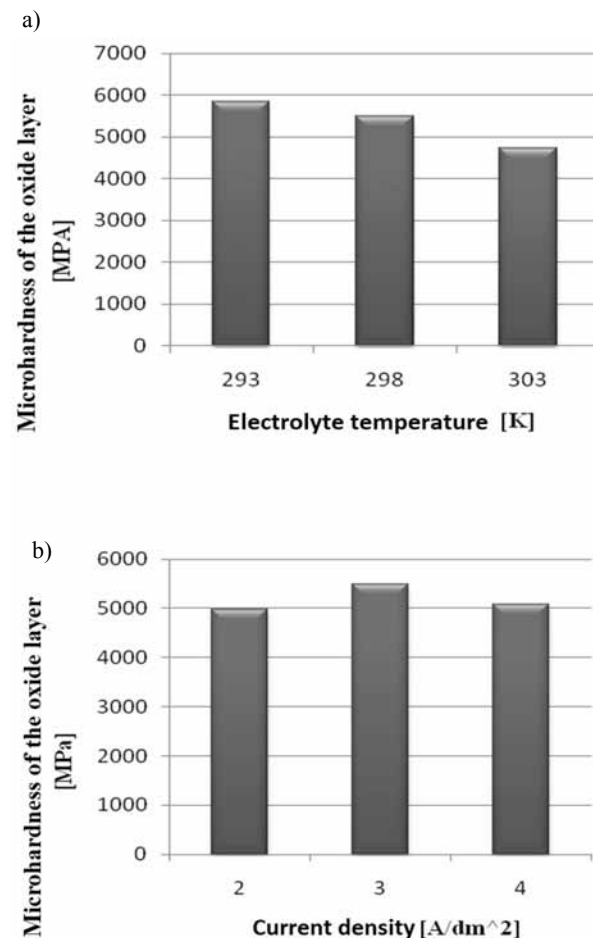 a)
7000
6000
5000
4000
3000
2000
1000
0
Microhardness of the oxide layer
[MPA]
293 298 303
Electrolyte temperature [K]
b)
6000
5000
4000
3000
2000
1000
0
Microhardness of the oxide layer
[MPa]
2 3 4
Current density [A/dm^2]